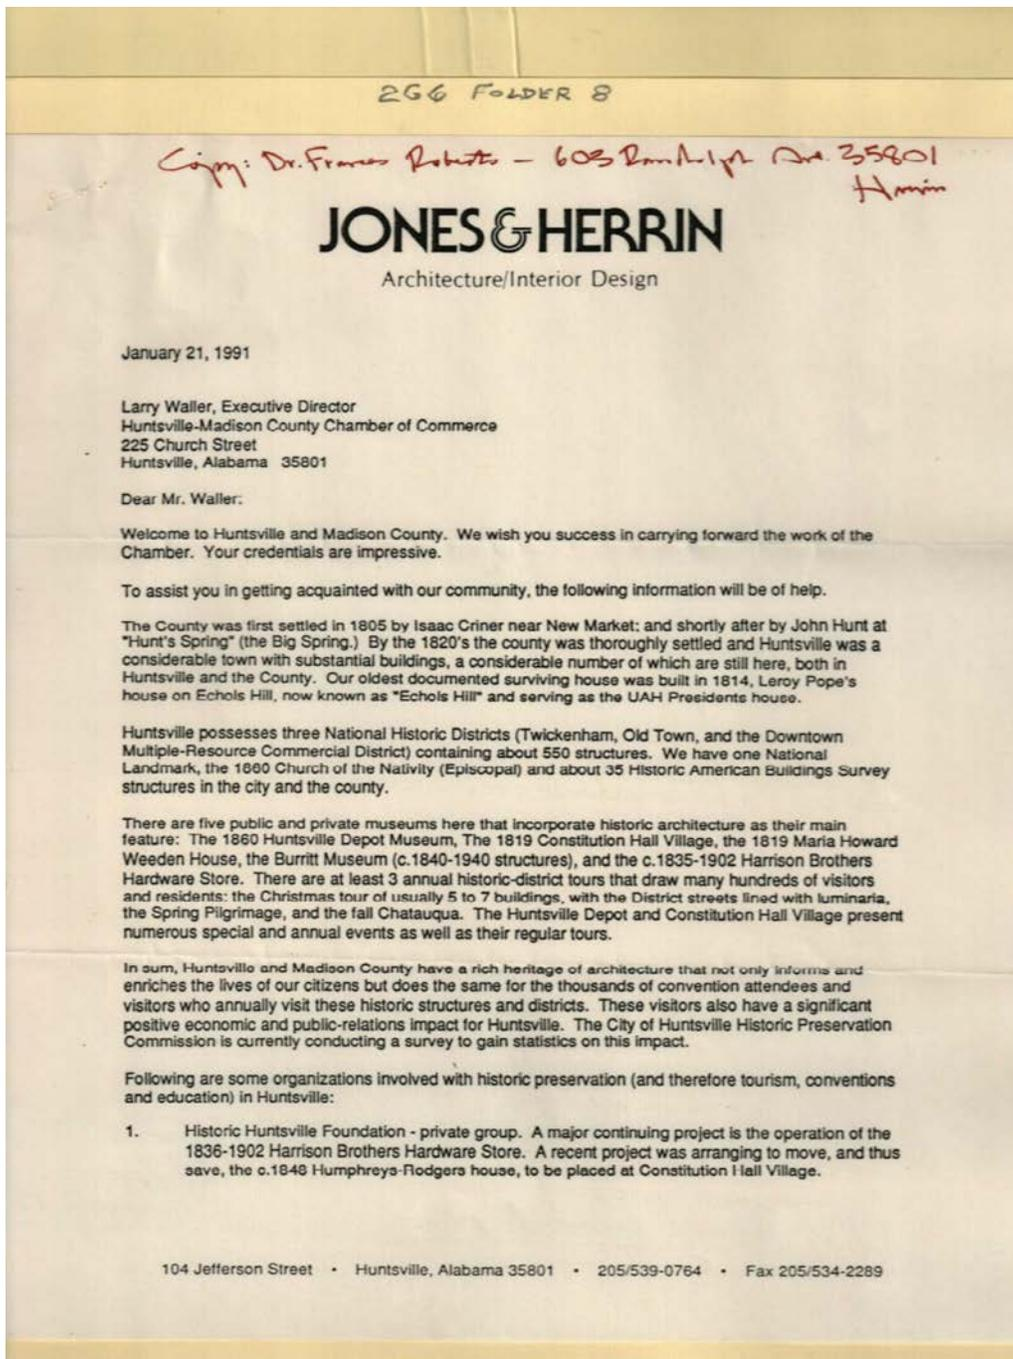 2G6 FOLDER 8
Copy: Dr. Frances Roberts - 603 Randolph Ave. 35801
JONES & HERRIN
Architecture/Interior Design
January 21, 1991
Larry Waller, Executive Director
Huntsville-Madison County Chamber of Commerce
225 Church Street
Huntsville, Alabama 35801
Dear Mr. Waller:
Welcome to Huntsville and Madison County. We wish you success in carrying forward the work of the
Chamber. Your credentials are impressive.
To assist you in getting acquainted with our community, the following information will be of help.
The County was first settled in 1805 by Isaac Criner near New Market; and shortly after by John Hunt at
"Hunt's Spring" (the Big Spring.) By the 1820's the county was thoroughly settled and Huntsville was a
considerable town with substantial buildings, a considerable number of which are still here, both in
Huntsville and the County. Our oldest documented surviving house was built in 1814, Leroy Pope's
house on Echols Hill, now known as "Echols Hill" and serving as the UAH Presidents house.
Huntsville possesses three National Historic Districts (Twickenham, Old Town, and the Downtown
Multiple-Resource Commercial District) containing about 550 structures. We have one National
Landmark, the 1860 Church of the Nativity (Episcopal) and about 35 Historic American Buildings Survey
structures in the city and the county.
There are five public and private museums here that incorporate historic architecture as their main
feature: The 1860 Huntsville Depot Museum, The 1819 Constitution Hall Village, the 1819 Maria Howard
Weeden House, the Burritt Museum (c.1840-1940 structures), and the c.1835-1902 Harrison Brothers
Hardware Store. There are at least 3 annual historic-district tours that draw many hundreds of visitors
and residents: the Christmas tour of usually 5 to 7 buildings, with the District streets lined with luminaria,
the Spring Pilgrimage, and the fall Chatauqua. The Huntsville Depot and Constitution Hall Village present
numerous special and annual events as well as their regular tours.
In sum, Huntsville and Madison County have a rich heritage of architecture that not only informs and
enriches the lives of our citizens but does the same for the thousands of convention attendees and
visitors who annually visit these historic structures and districts. These visitors also have a significant
positive economic and public-relations impact for Huntsville. The City of Huntsville Historic Preservation
Commission is currently conducting a survey to gain statistics on this impact.
Following are some organizations involved with historic preservation (and therefore tourism, conventions
and education) in Huntsville:
1. Historic Huntsville Foundation - private group. A major continuing project is the operation of the
1836-1902 Harrison Brothers Hardware Store. A recent project was arranging to move, and thus
save, the c.1848 Humphreys-Rodgers house, to be placed at Constitution Hall Village.
104 Jefferson Street • Huntsville, Alabama 35801 • 205/539-0764 • Fax 205/534-2289